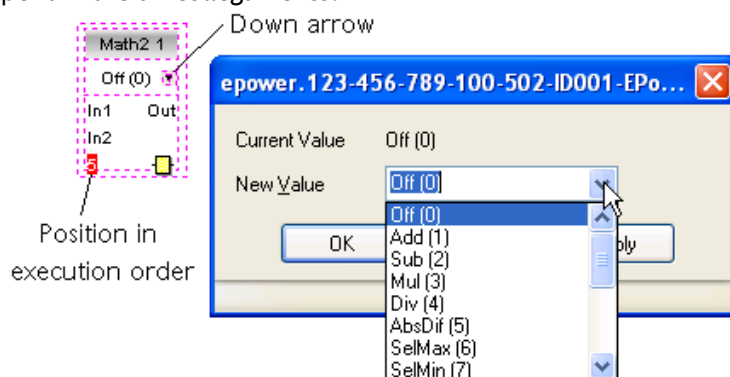 Down arrow
Math2 1
Off (0)
In1 Out
In2
5
Position in
execution order
epower.123-456-789-100-502-ID001-EPo...
Current Value Off (0)
New Value Off (0)
OK
Off (0)
Add (1)
Sub (2)
Mul (3)
Div (4)
AbsDif (5)
SelMax (6)
SelMin (7)